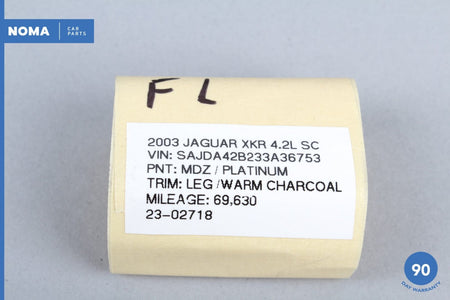 NOMA CAR PARTS
FL
2003 JAGUAR XKR 4.2L SC
VIN: SAJDA42B233A36753
PNT: MDZ / PLATINUM
TRIM: LEG /WARM CHARCOAL
MILEAGE: 69,630
23-02718
90
DAY WARRANTY